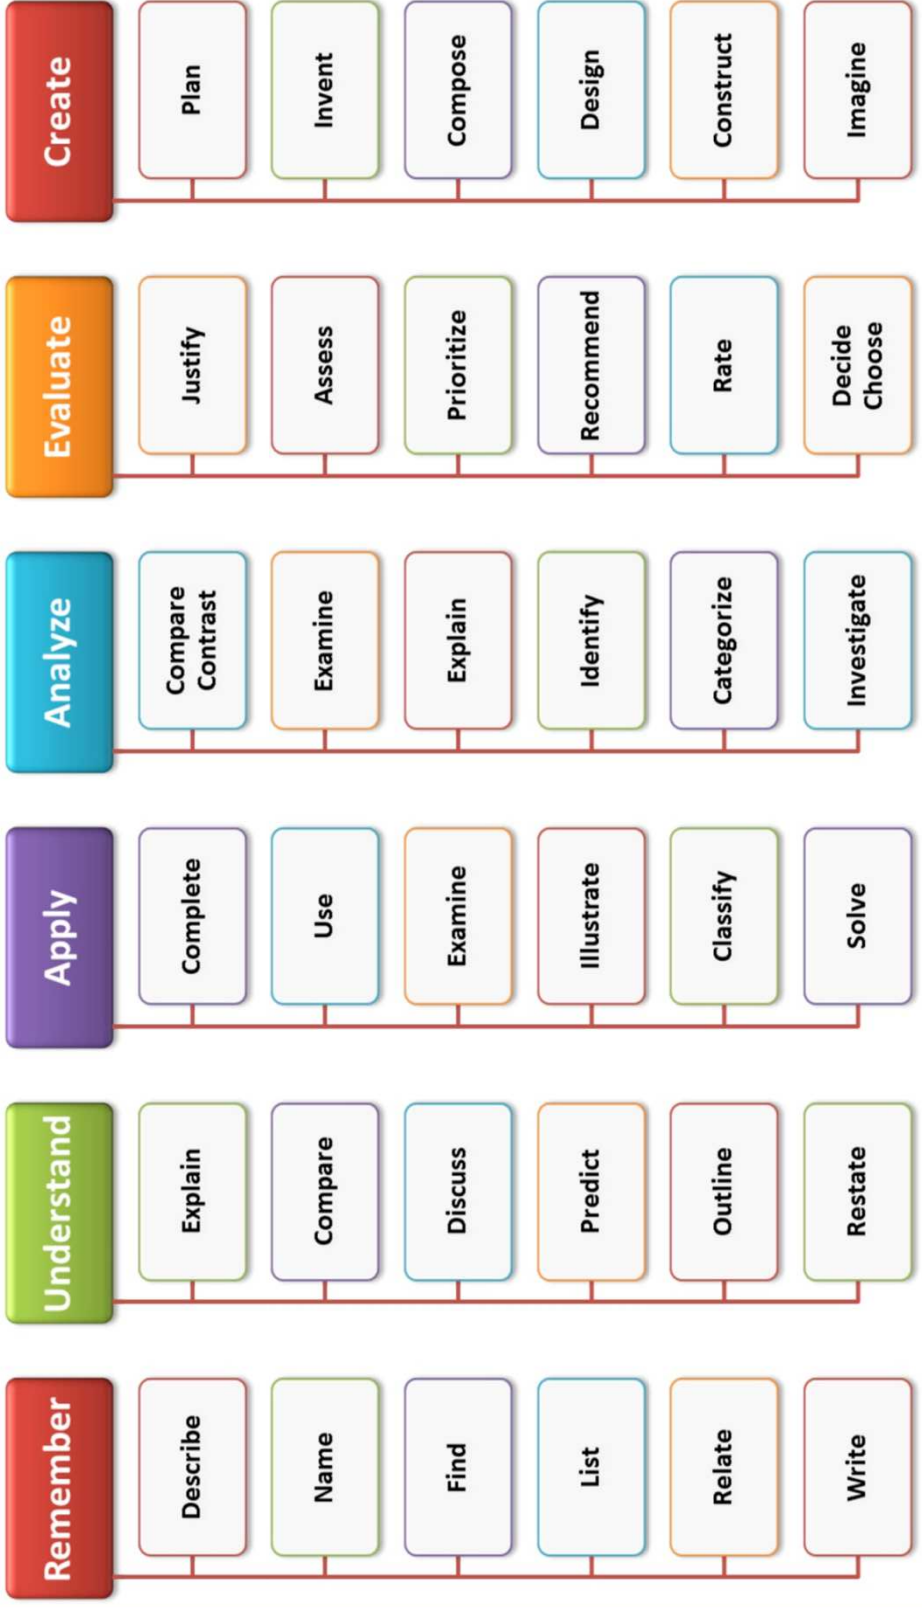 Remember
Describe
Name
Find
List
Relate
Write
Understand
Explain
Compare
Discuss
Predict
Outline
Restate
Apply
Complete
Use
Examine
Illustrate
Classify
Solve
Analyze
Compare
Contrast
Examine
Explain
Identify
Categorize
Investigate
Evaluate
Justify
Assess
Prioritize
Recommend
Rate
Decide
Choose
Create
Plan
Invent
Compose
Design
Construct
Imagine